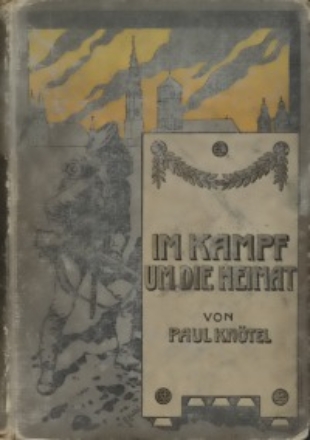 IM KAMPF
UM DIE HEIMAT
VON
PAUL KNÖTEL